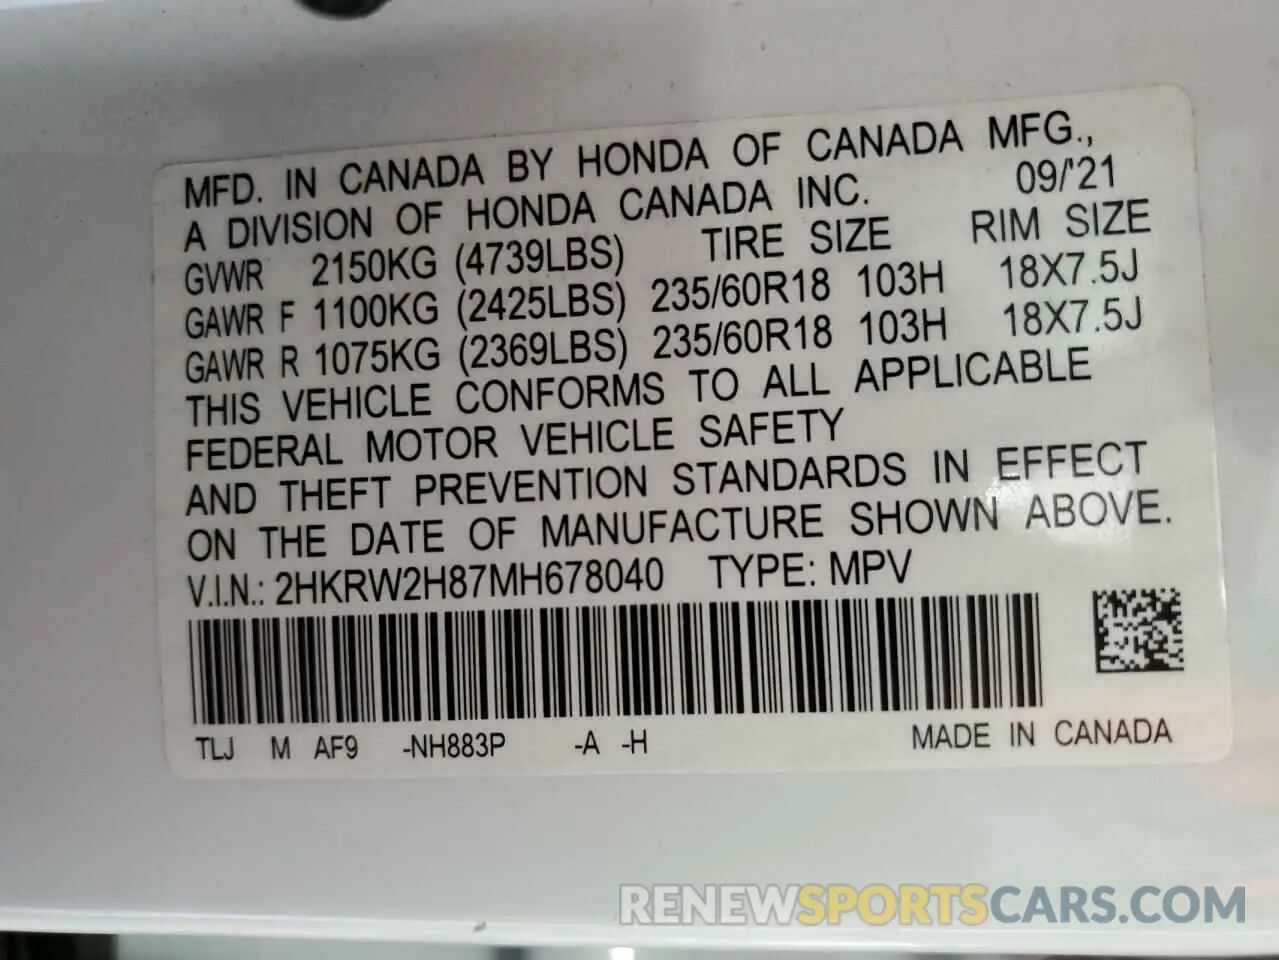 MFD. IN CANADA BY HONDA OF CANADA MFG.,
A DIVISION OF HONDA CANADA INC. 09/'21
GVWR 2150KG (4739LBS) TIRE SIZE RIM SIZE
GAWR F 1100KG (2425LBS) 235/60R18 103H 18X7.5J
GAWR R 1075KG (2369LBS) 235/60R18 103H 18X7.5J
THIS VEHICLE CONFORMS TO ALL APPLICABLE
FEDERAL MOTOR VEHICLE SAFETY
AND THEFT PREVENTION STANDARDS IN EFFECT
ON THE DATE OF MANUFACTURE SHOWN ABOVE.
V.I.N.: 2HKRW2H87MH678040 TYPE: MPV
TLJ M AF9 -NH883P -A -H MADE IN CANADA
RENEWSPORTSCARS.COM